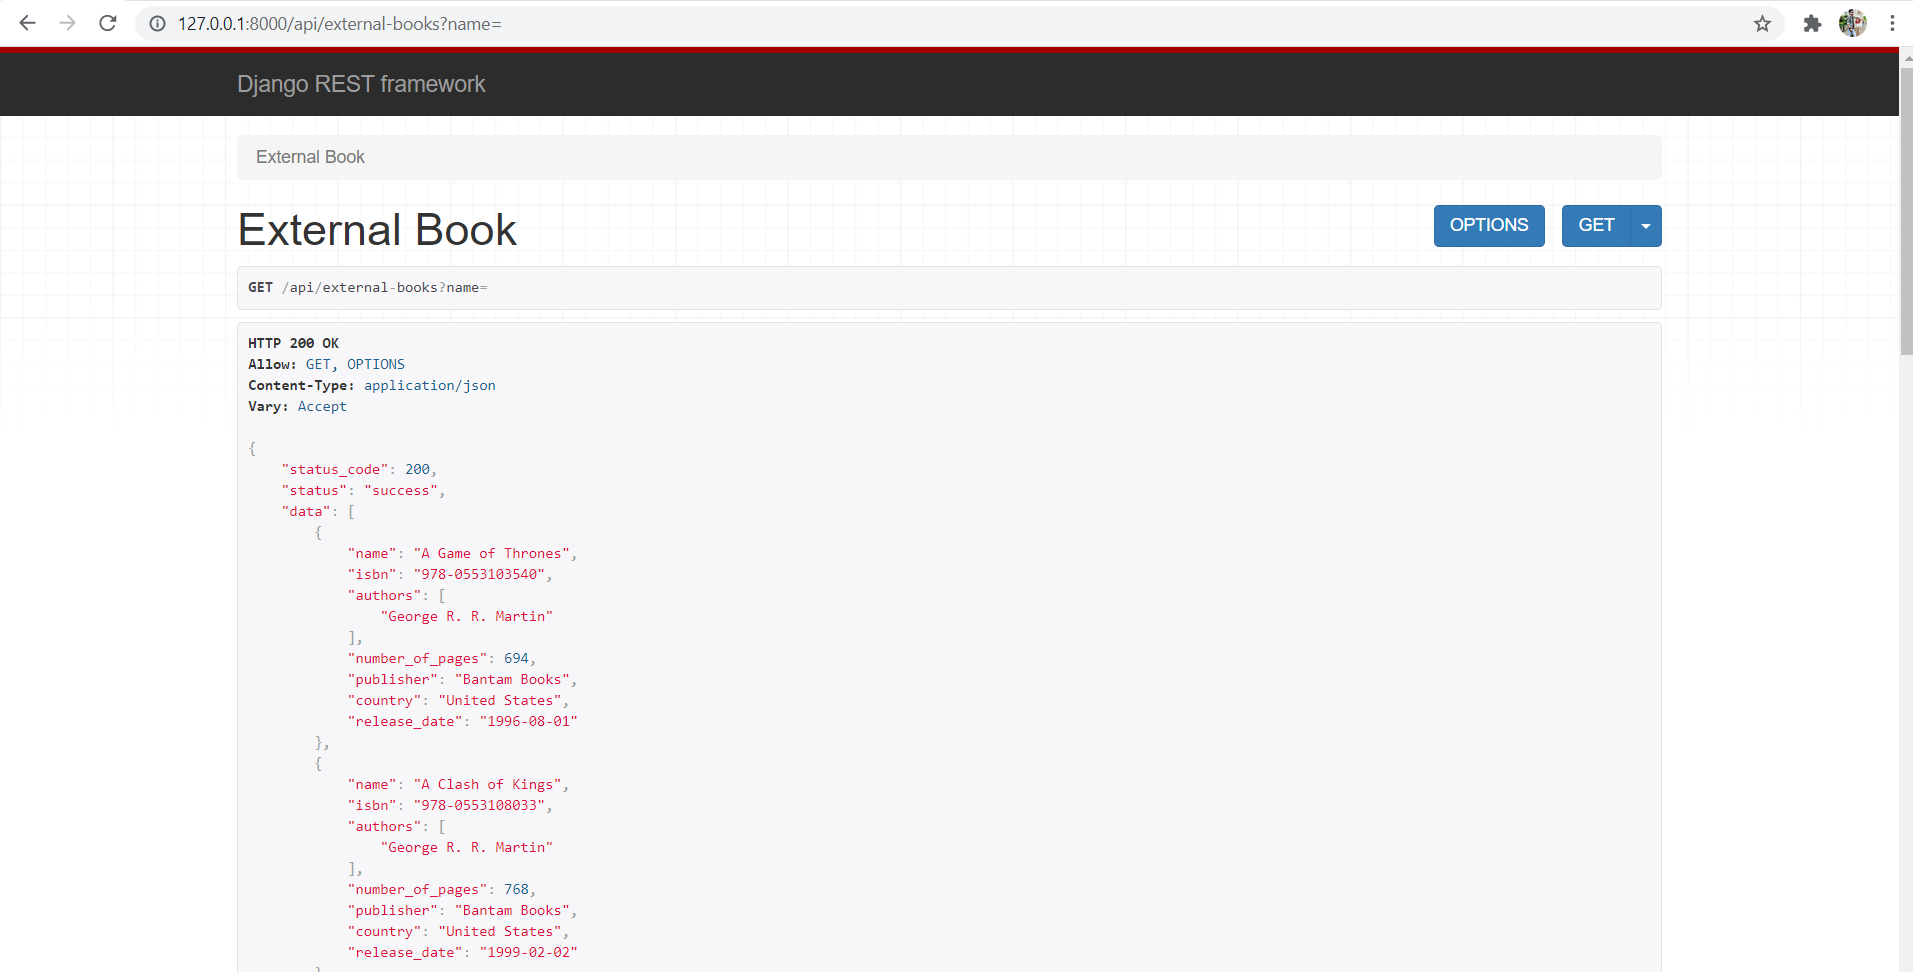 127.0.0.1:8000/api/external-books?name=
Django REST framework
External Book
External Book
OPTIONS
GET
GET /api/external-books?name=
HTTP 200 OK
Allow: GET, OPTIONS
Content-Type: application/json
Vary: Accept
{
    "status_code": 200,
    "status": "success",
    "data": [
        {
            "name": "A Game of Thrones",
            "isbn": "978-0553103540",
            "authors": [
                "George R. R. Martin"
            ],
            "number_of_pages": 694,
            "publisher": "Bantam Books",
            "country": "United States",
            "release_date": "1996-08-01"
        },
        {
            "name": "A Clash of Kings",
            "isbn": "978-0553108033",
            "authors": [
                "George R. R. Martin"
            ],
            "number_of_pages": 768,
            "publisher": "Bantam Books",
            "country": "United States",
            "release_date": "1999-02-02"